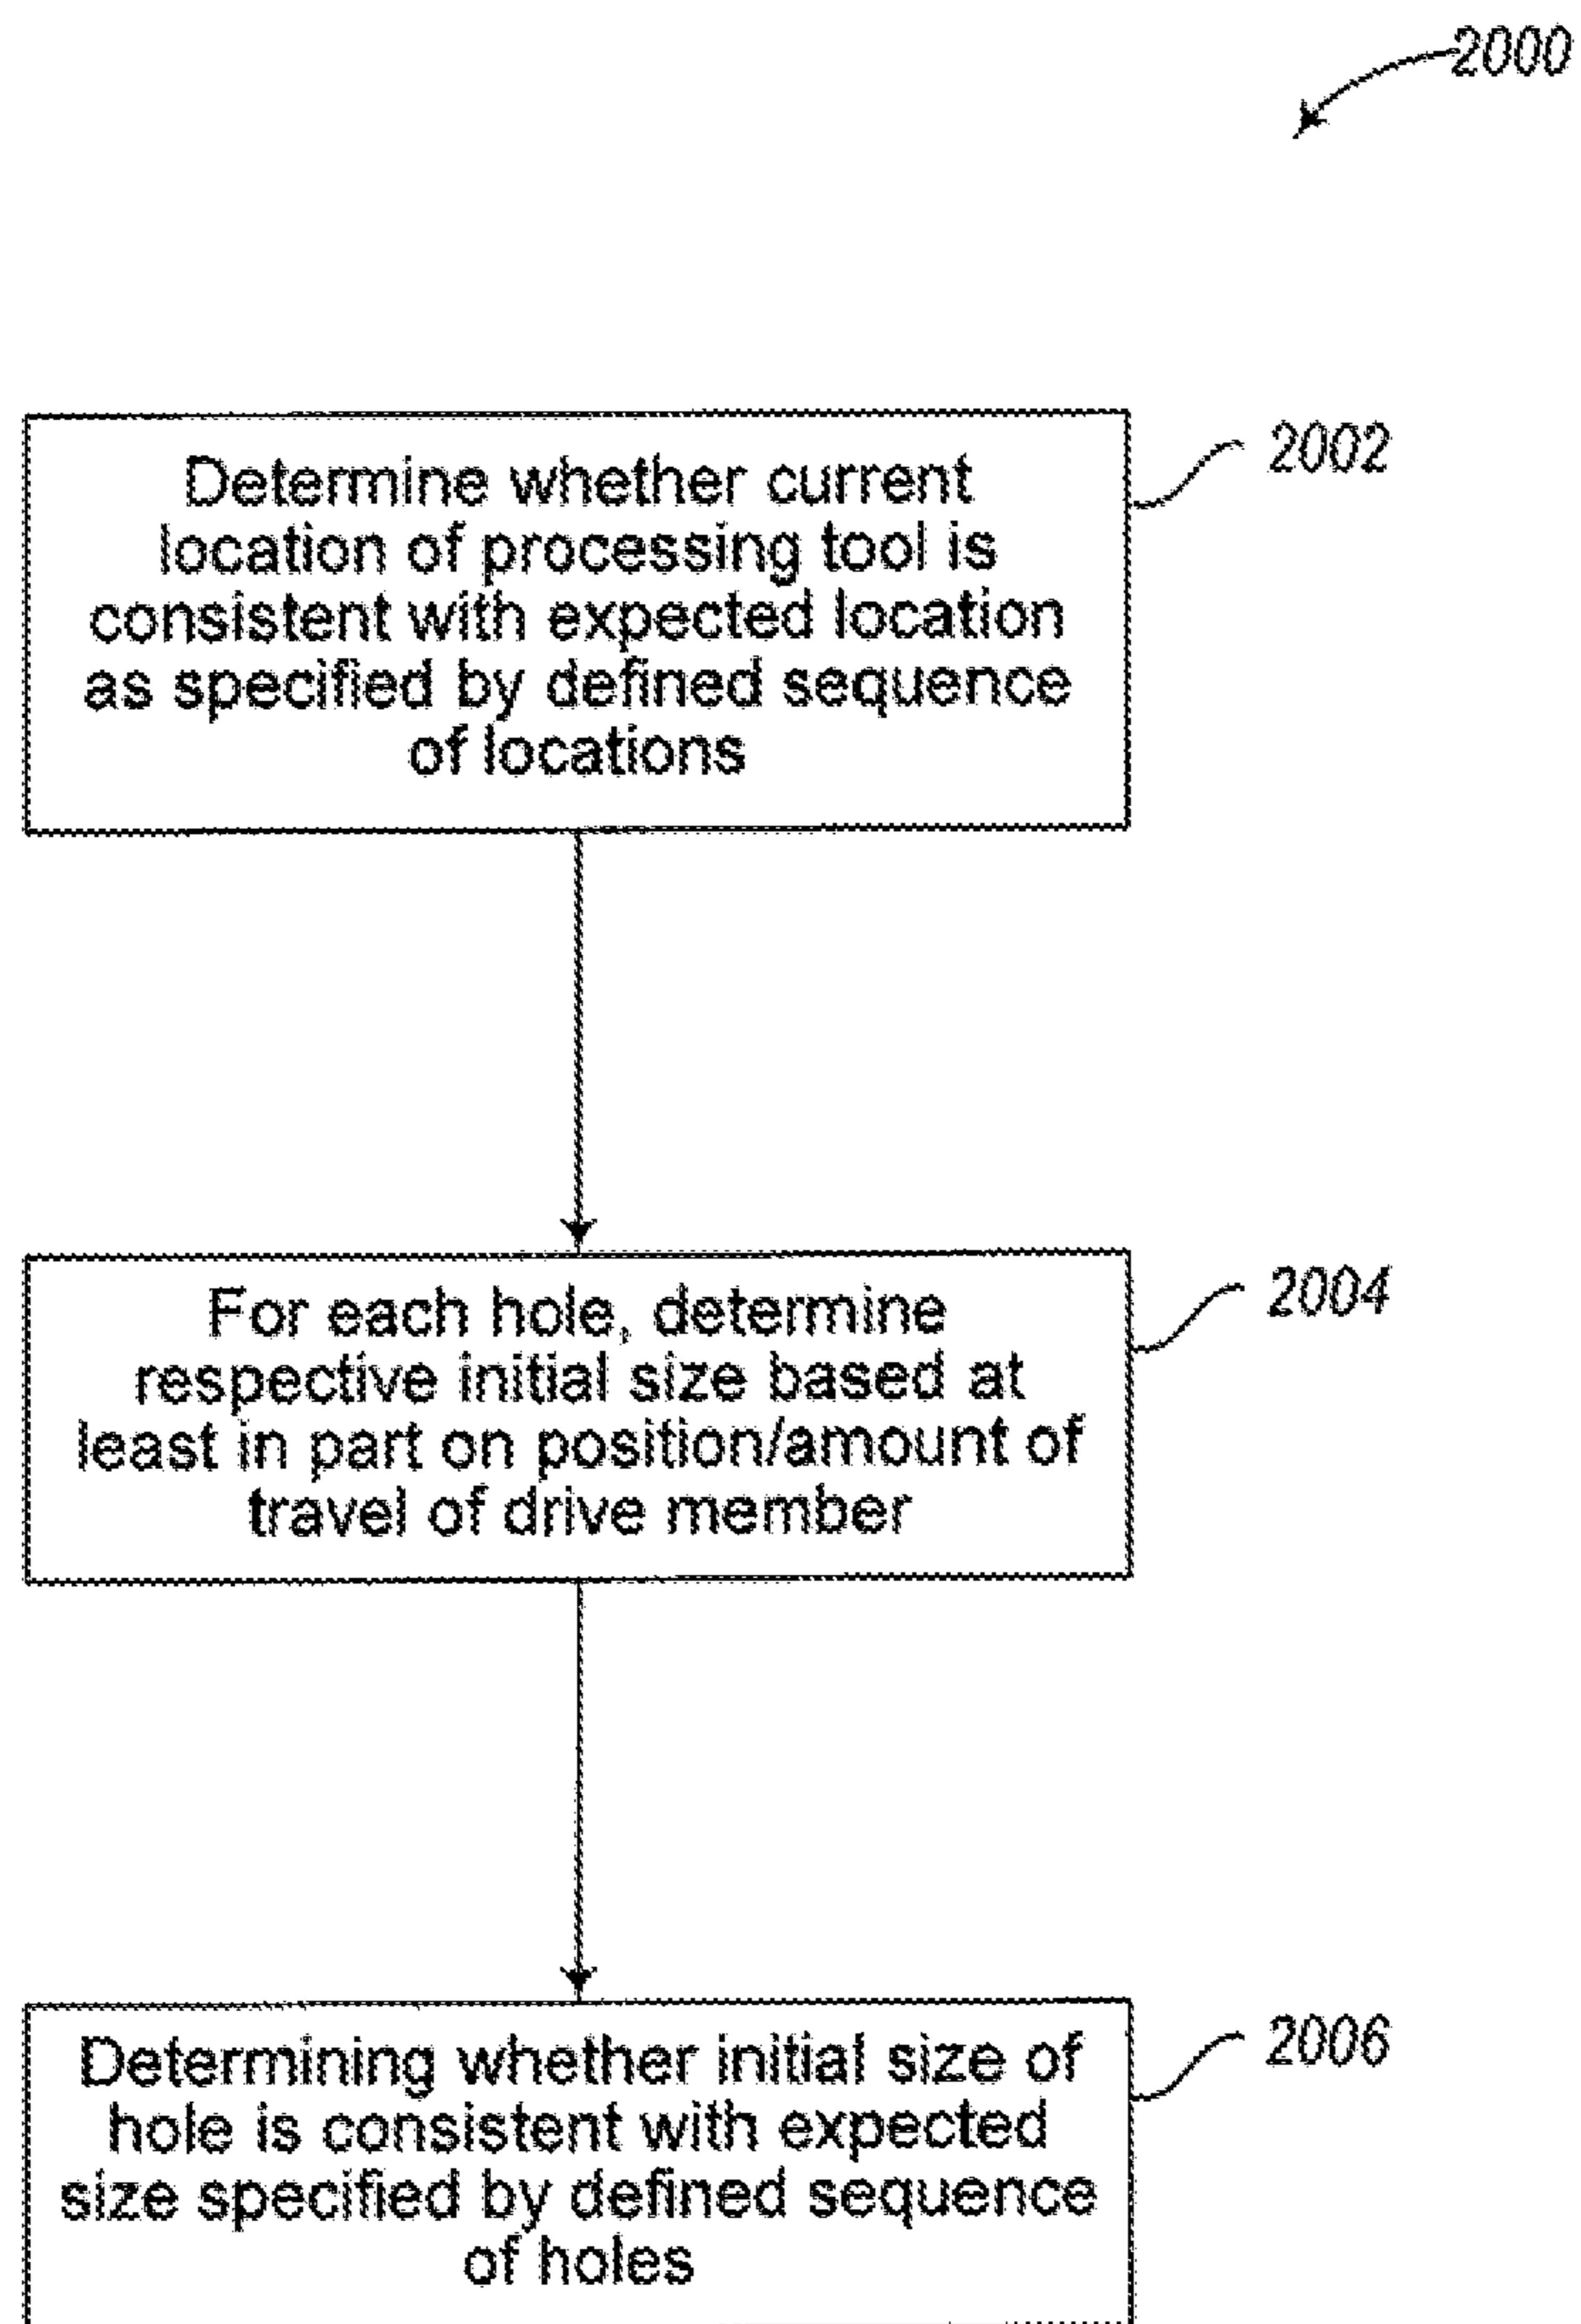 2000
Determine whether current
location of processing tool is
consistent with expected location
as specified by defined sequence
of locations
2002
For each hole, determine
respective initial size based at
least in part on position/amount of
travel of drive member
2004
Determining whether initial size of
hole is consistent with expected
size specified by defined sequence
of holes
2006